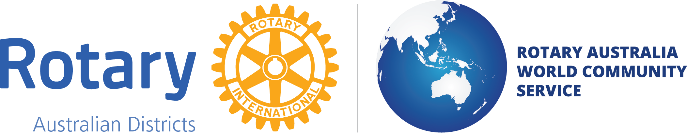 Rotary
Australian Districts
ROTARY
INTERNATIONAL
ROTARY AUSTRALIA
WORLD COMMUNITY
SERVICE